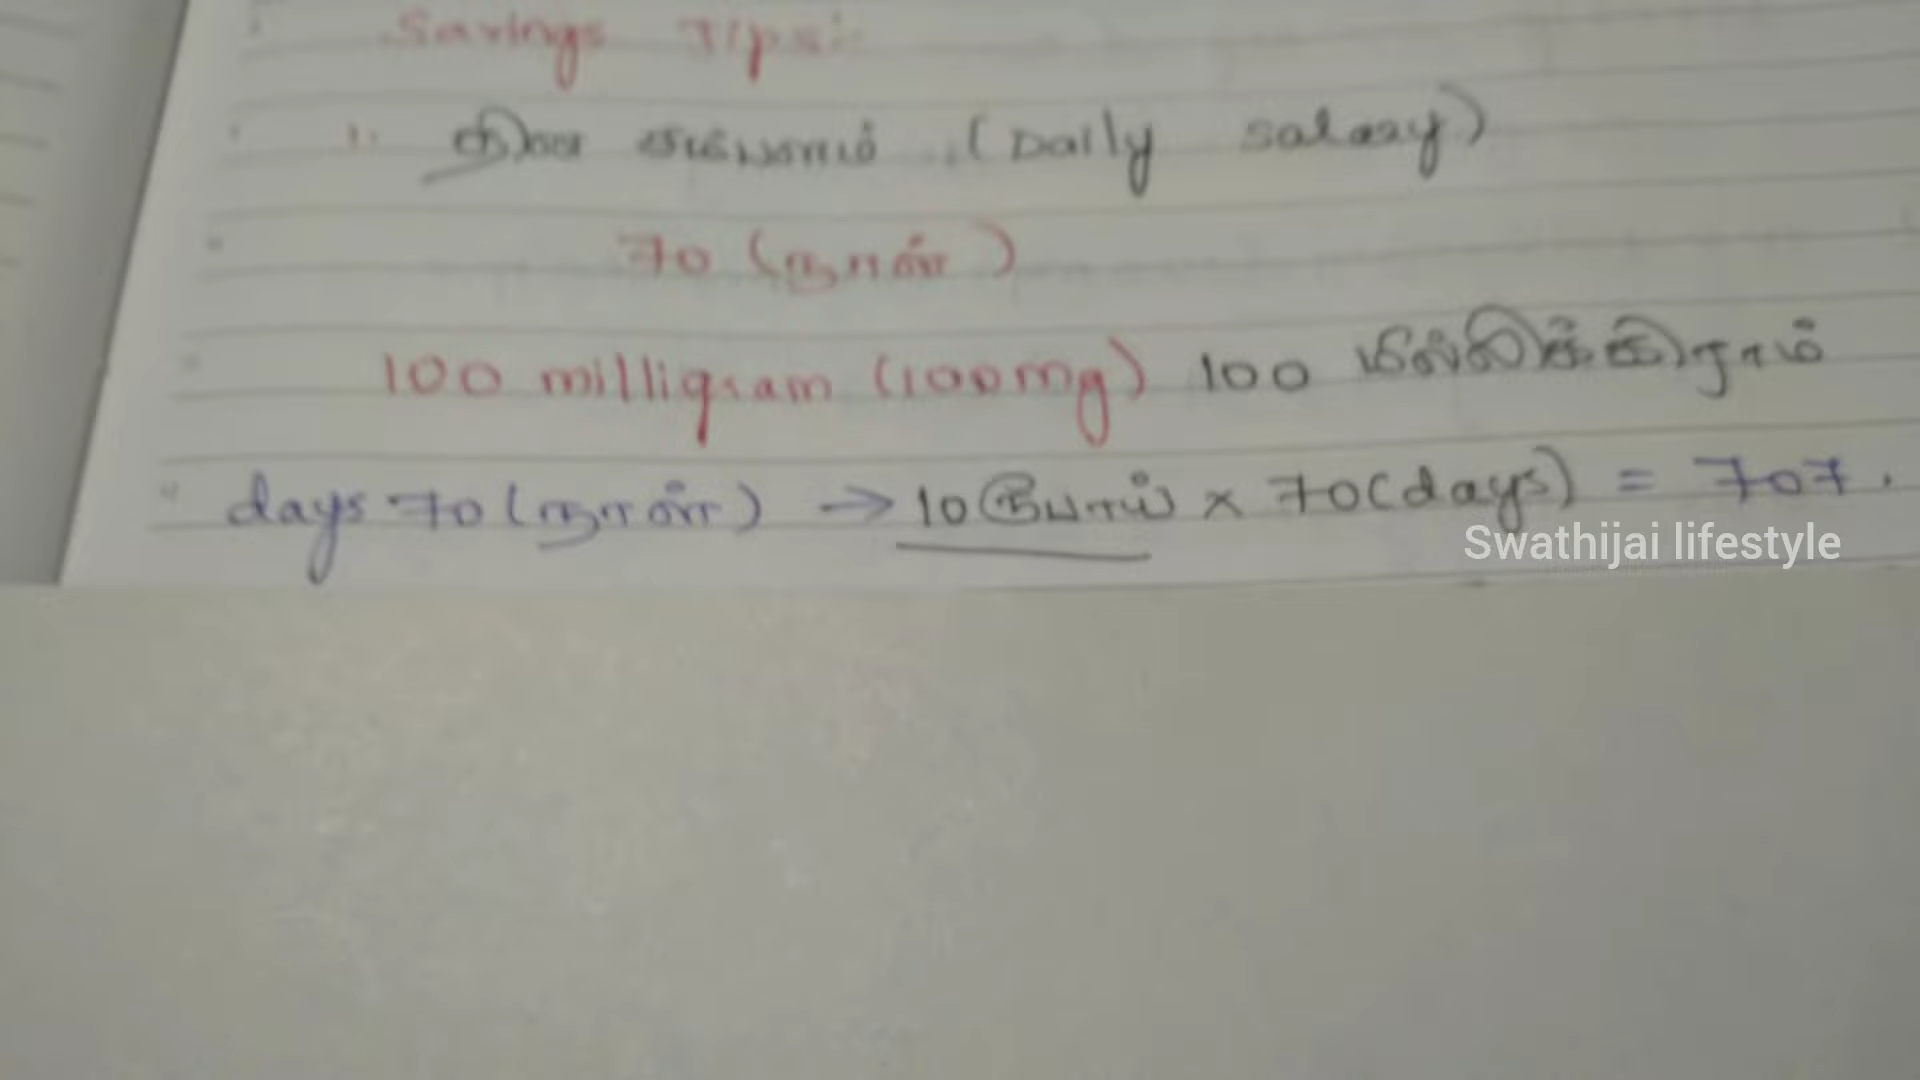 Savings Tips:
1. தின சம்பளம் (Daily salary)
70 (நாள்)
100 milligram (100mg) 100 மில்லிக்கிராம்
days 70 (நாள்) → 10 ரூபாய் x 70 (days) = 707.
Swathijai lifestyle